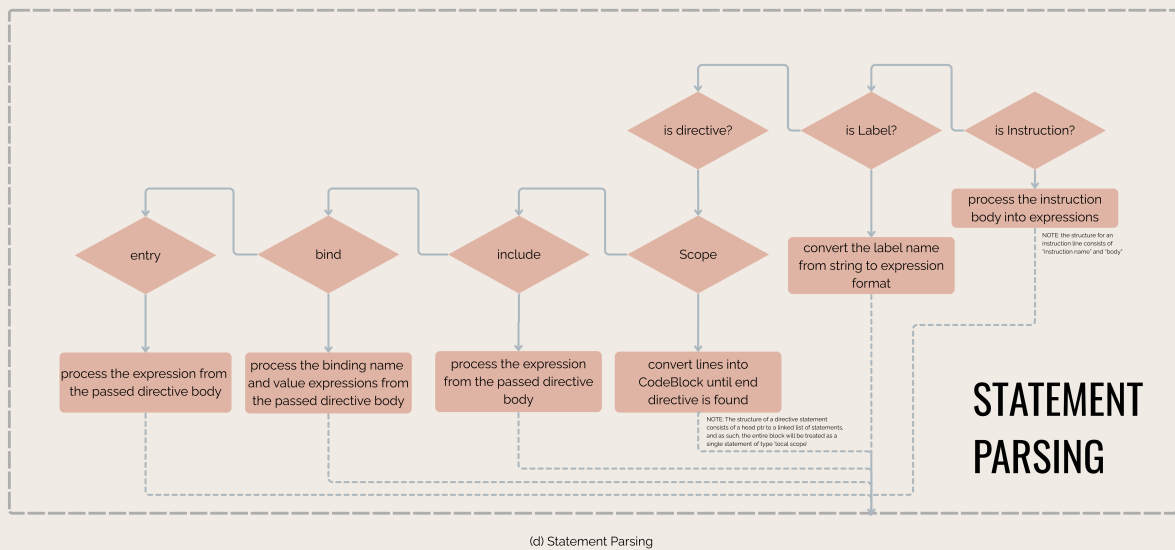 is directive?
is Label?
is Instruction?
process the instruction
body into expressions
NOTE: the structure for an
instruction line consists of
"instruction name" and "body"
entry
bind
include
Scope
convert the label name
from string to expression
format
process the expression from
the passed directive body
process the binding name
and value expressions from
the passed directive body
process the expression
from the passed directive
body
convert lines into
CodeBlock until end
directive is found
NOTE: The structure of a directive statement
consists of a head ptr to a linked list of statements,
and as such, the entire block will be treated as a
single statement of type 'local scope'
STATEMENT
PARSING
(d) Statement Parsing